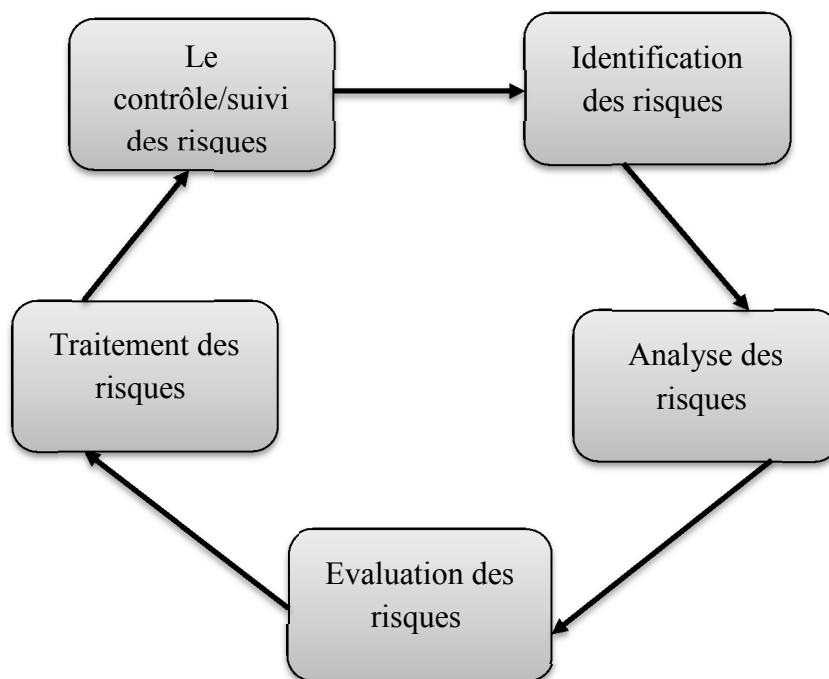 Le
contrôle/suivi
des risques
Identification
des risques
Analyse des
risques
Evaluation des
risques
Traitement des
risques